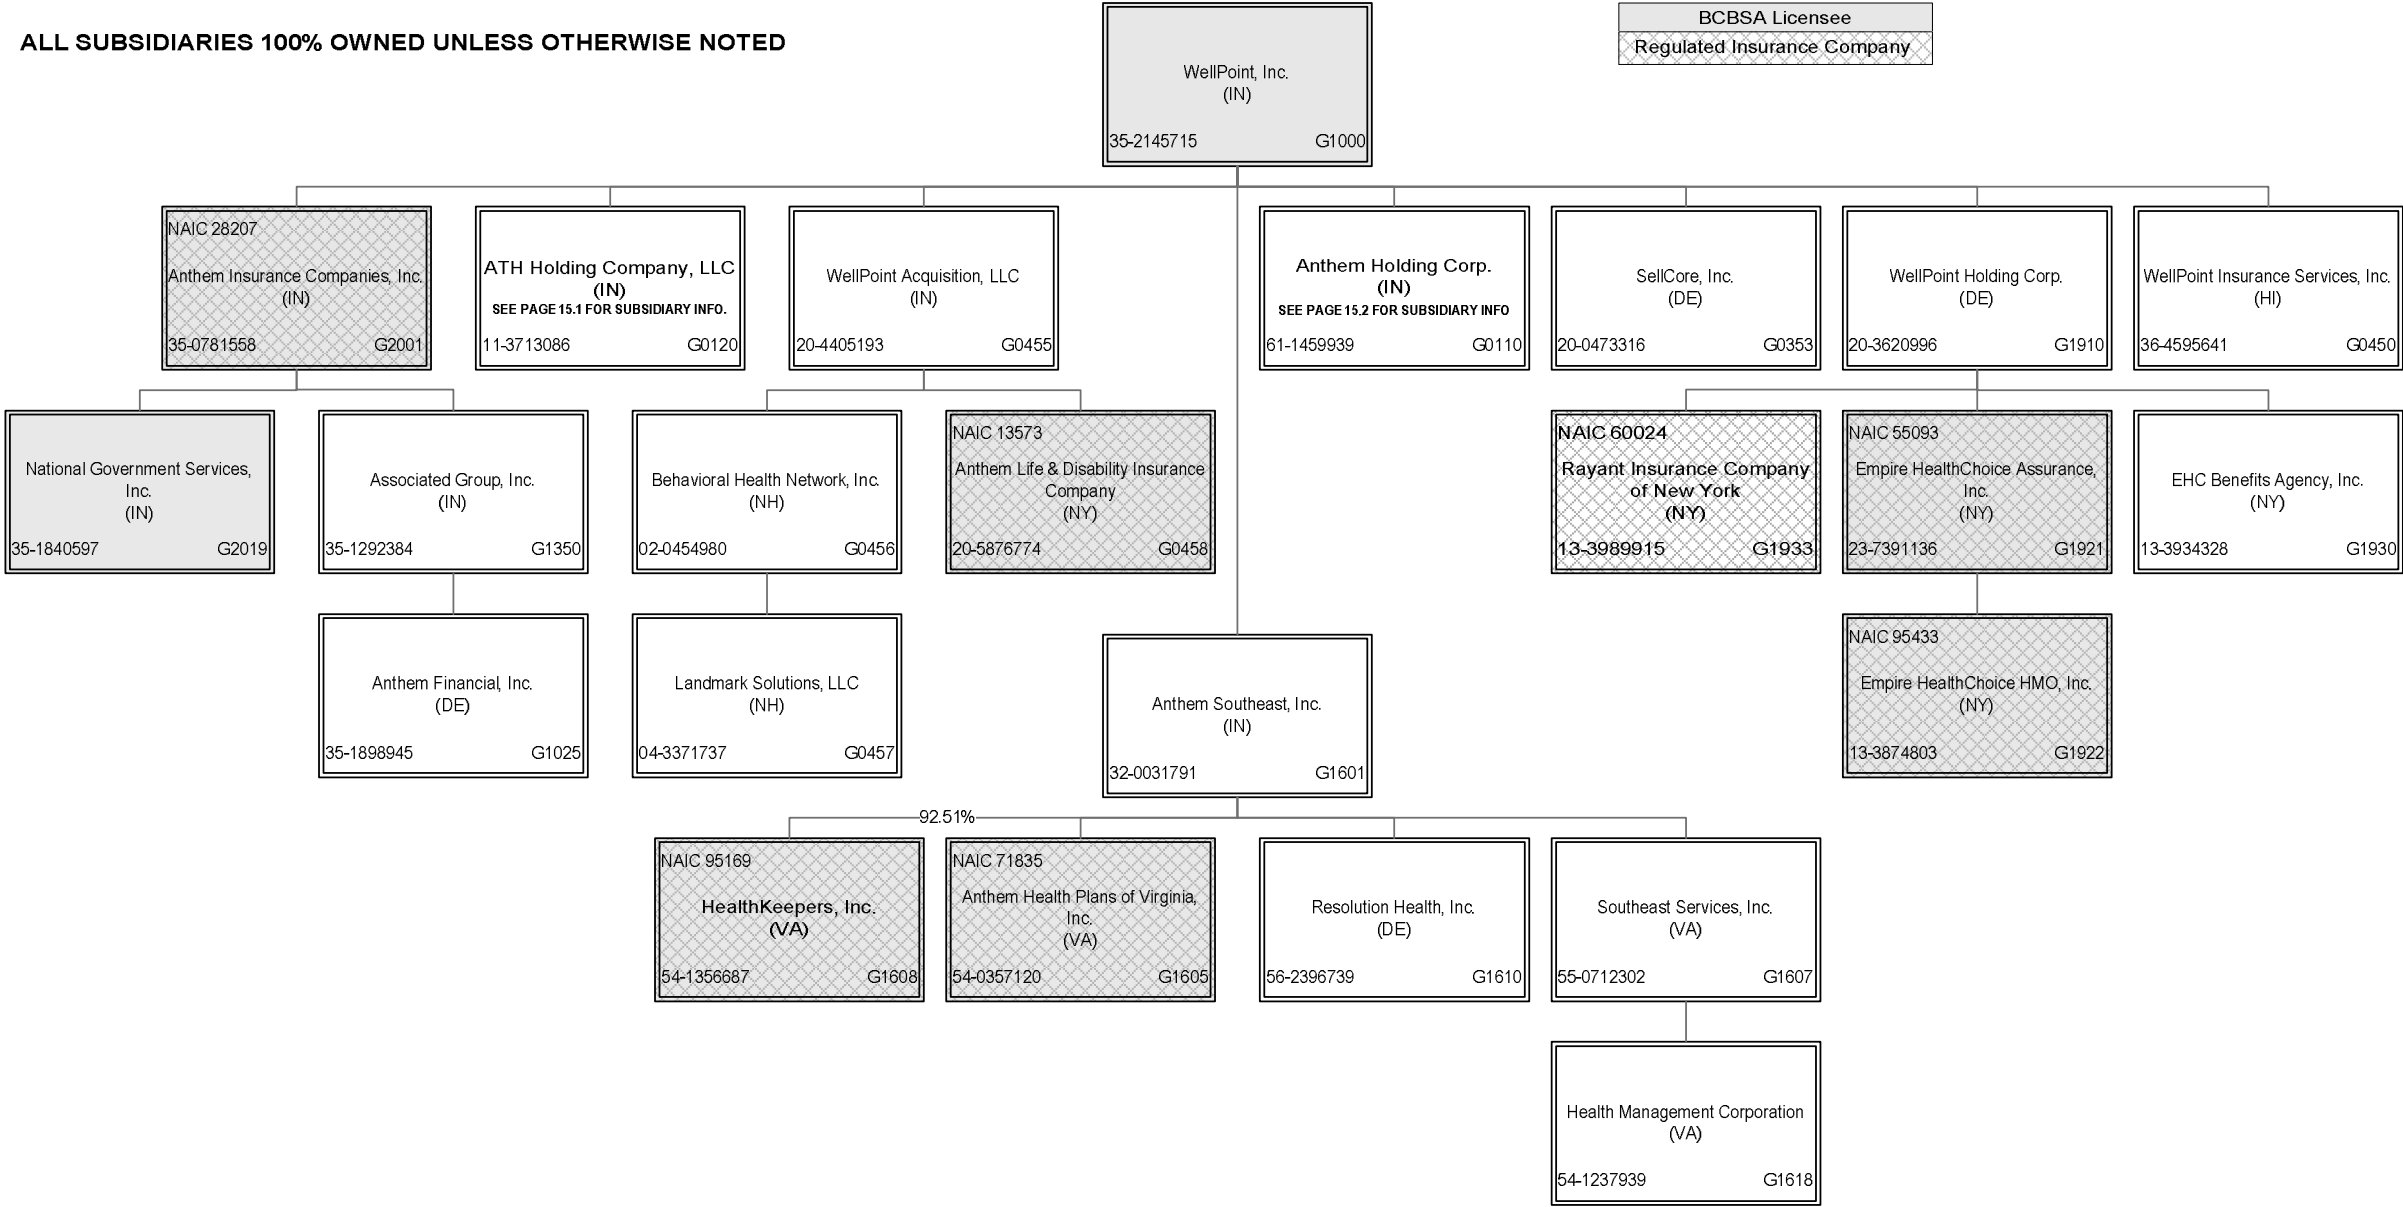 ALL SUBSIDIARIES 100% OWNED UNLESS OTHERWISE NOTED
BCBSA Licensee
Regulated Insurance Company
WellPoint, Inc.
(IN)
35-2145715 G1000
NAIC 28207
Anthem Insurance Companies, Inc.
(IN)
35-0781558 G2001
ATH Holding Company, LLC
(IN)
SEE PAGE 15.1 FOR SUBSIDIARY INFO.
11-3713086 G0120
WellPoint Acquisition, LLC
(IN)
20-4405193 G0455
Anthem Holding Corp.
(IN)
SEE PAGE 15.2 FOR SUBSIDIARY INFO
61-1459939 G0110
SellCore, Inc.
(DE)
20-0473316 G0353
WellPoint Holding Corp.
(DE)
20-3620996 G1910
WellPoint Insurance Services, Inc.
(HI)
36-4595641 G0450
National Government Services,
Inc.
(IN)
35-1840597 G2019
Associated Group, Inc.
(IN)
35-1292384 G1350
Behavioral Health Network, Inc.
(NH)
02-0454980 G0456
NAIC 13573
Anthem Life & Disability Insurance
Company
(NY)
20-5876774 G0458
NAIC 60024
Rayant Insurance Company
of New York
(NY)
13-3989915 G1933
NAIC 55093
Empire HealthChoice Assurance,
Inc.
(NY)
23-7391136 G1921
EHC Benefits Agency, Inc.
(NY)
13-3934328 G1930
Anthem Financial, Inc.
(DE)
35-1898945 G1025
Landmark Solutions, LLC
(NH)
04-3371737 G0457
Anthem Southeast, Inc.
(IN)
32-0031791 G1601
NAIC 95433
Empire HealthChoice HMO, Inc.
(NY)
13-3874803 G1922
92.51%
NAIC 95169
HealthKeepers, Inc.
(VA)
54-1356687 G1608
NAIC 71835
Anthem Health Plans of Virginia,
Inc.
(VA)
54-0357120 G1605
Resolution Health, Inc.
(DE)
56-2396739 G1610
Southeast Services, Inc.
(VA)
55-0712302 G1607
Health Management Corporation
(VA)
54-1237939 G1618